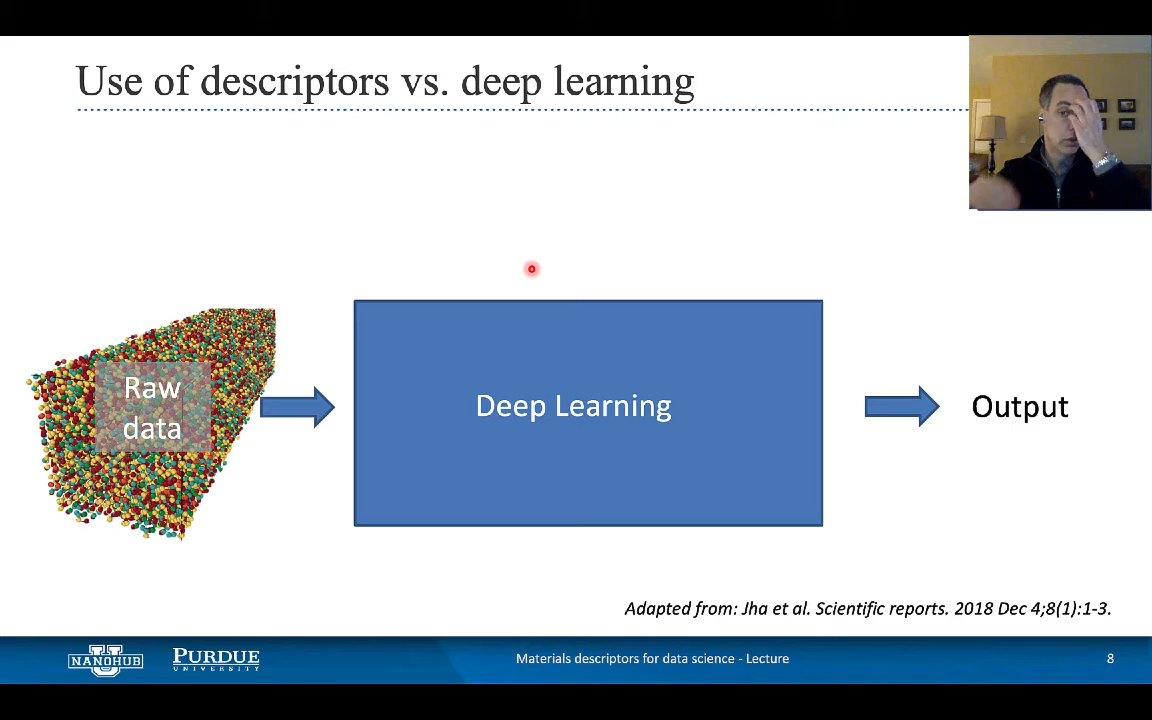 Use of descriptors vs. deep learning
Raw
data
Deep Learning
Output
Adapted from: Jha et al. Scientific reports. 2018 Dec 4;8(1):1-3.
NANOHUB
PURDUE
UNIVERSITY
Materials descriptors for data science - Lecture
8